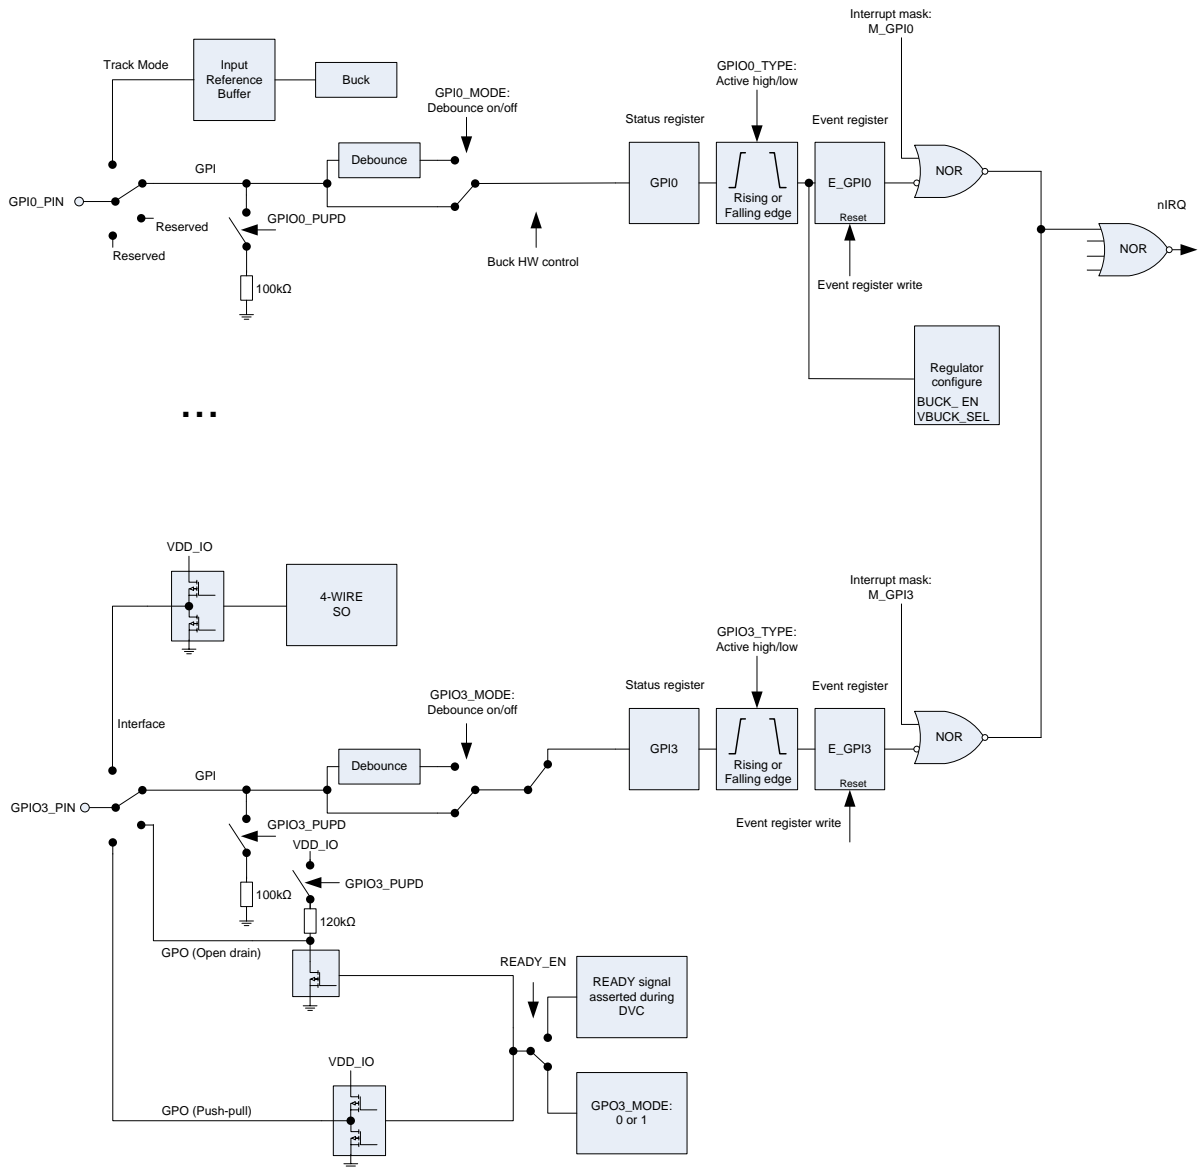 Interrupt mask:
M_GPI0
Track Mode
Input
Reference
Buffer
Buck
GPI0_MODE:
Debounce on/off
GPIO0_TYPE:
Active high/low
Status register
Event register
GPI
Debounce
GPI0
Rising or
Falling edge
E_GPI0
Reset
NOR
GPI0_PIN
Reserved
Reserved
GPIO0_PUPD
100kΩ
Buck HW control
Event register write
nIRQ
NOR
Regulator
configure
BUCK_ EN
VBUCK_SEL
...
VDD_IO
4-WIRE
SO
Interface
Interrupt mask:
M_GPI3
GPIO3_TYPE:
Active high/low
GPIO3_MODE:
Debounce on/off
Status register
Event register
GPI
Debounce
GPI3
Rising or
Falling edge
E_GPI3
Reset
NOR
GPIO3_PIN
GPIO3_PUPD
VDD_IO
GPIO3_PUPD
100kΩ
120kΩ
Event register write
GPO (Open drain)
READY_EN
READY signal
asserted during
DVC
VDD_IO
GPO (Push-pull)
GPO3_MODE:
0 or 1